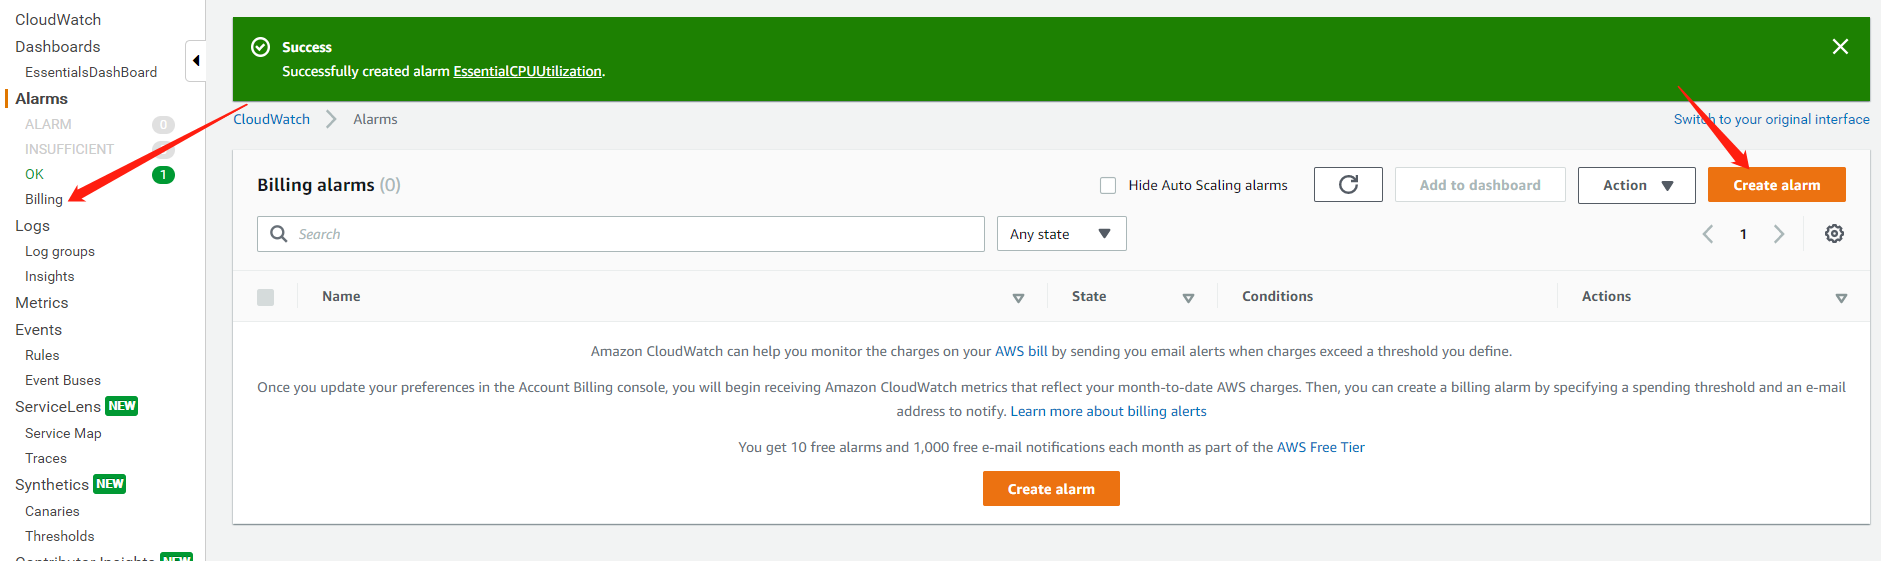 CloudWatch
Dashboards
EssentialsDashBoard
Alarms
ALARM 0
INSUFFICIENT
OK 1
Billing
Logs
Log groups
Insights
Metrics
Events
Rules
Event Buses
ServiceLens NEW
Service Map
Traces
Synthetics NEW
Canaries
Thresholds
Contributor Insights NEW
Success
Successfully created alarm EssentialCPUUtilization.
CloudWatch Alarms
Switch to your original interface
Billing alarms (0)
Hide Auto Scaling alarms
Add to dashboard
Action
Create alarm
Search
Any state
1
Name State Conditions Actions
Amazon CloudWatch can help you monitor the charges on your AWS bill by sending you email alerts when charges exceed a threshold you define.
Once you update your preferences in the Account Billing console, you will begin receiving Amazon CloudWatch metrics that reflect your month-to-date AWS charges. Then, you can create a billing alarm by specifying a spending threshold and an e-mail
address to notify. Learn more about billing alerts
You get 10 free alarms and 1,000 free e-mail notifications each month as part of the AWS Free Tier
Create alarm